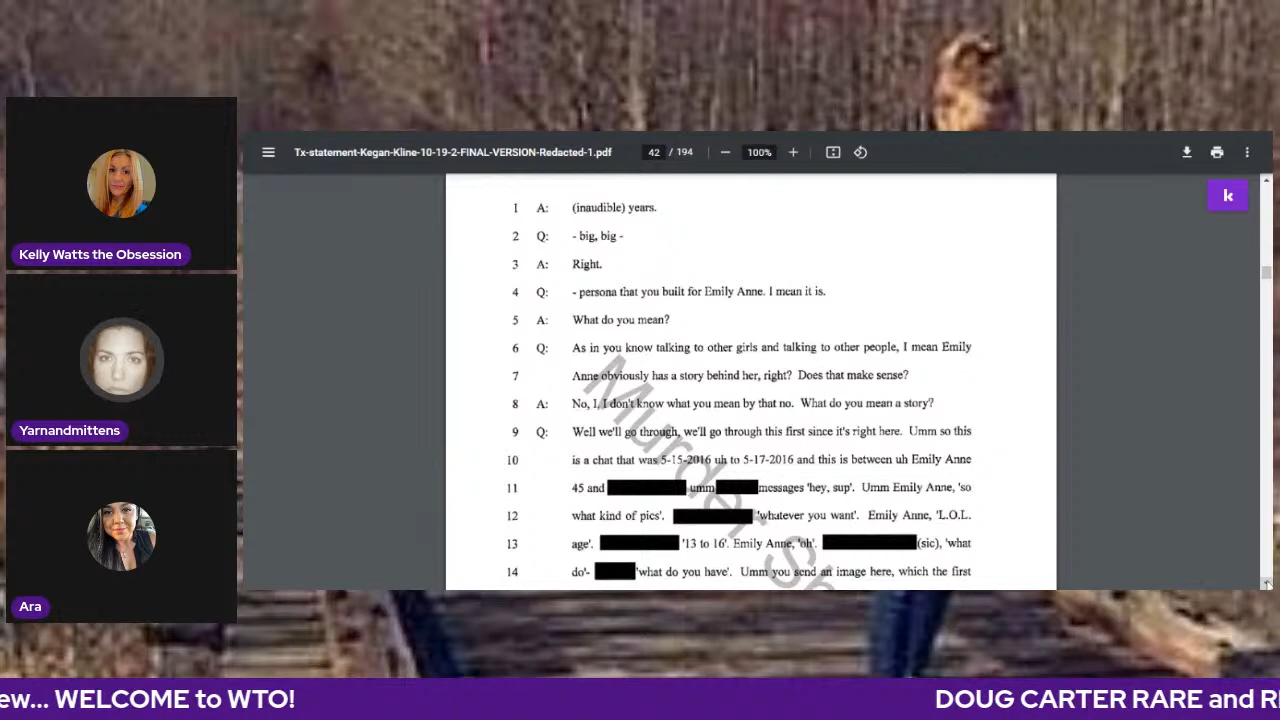 Tx-statement-Kegan-Kline-10-19-2-FINAL-VERSION-Redacted-1.pdf 42 / 194 100%
k
1 A: (inaudible) years.
2 Q: - big, big -
3 A: Right.
4 Q: - persona that you built for Emily Anne. I mean it is.
5 A: What do you mean?
6 Q: As in you know talking to other girls and talking to other people, I mean Emily
7 Anne obviously has a story behind her, right? Does that make sense?
8 A: No, I, I don't know what you mean by that no. What do you mean a story?
9 Q: Well we'll go through, we'll go through this first since it's right here. Umm so this
10 is a chat that was 5-15-2016 uh to 5-17-2016 and this is between uh Emily Anne
11 45 and umm messages 'hey, sup'. Umm Emily Anne, 'so
12 what kind of pics'. 'whatever you want'. Emily Anne, 'L.O.L.
13 age'. '13 to 16'. Emily Anne, 'oh'. (sic), 'what
14 do'- 'what do you have'. Umm you send an image here, which the first
Murder Sh
Kelly Watts the Obsession
Yarnandmittens
Ara
ew... WELCOME to WTO! DOUG CARTER RARE and R